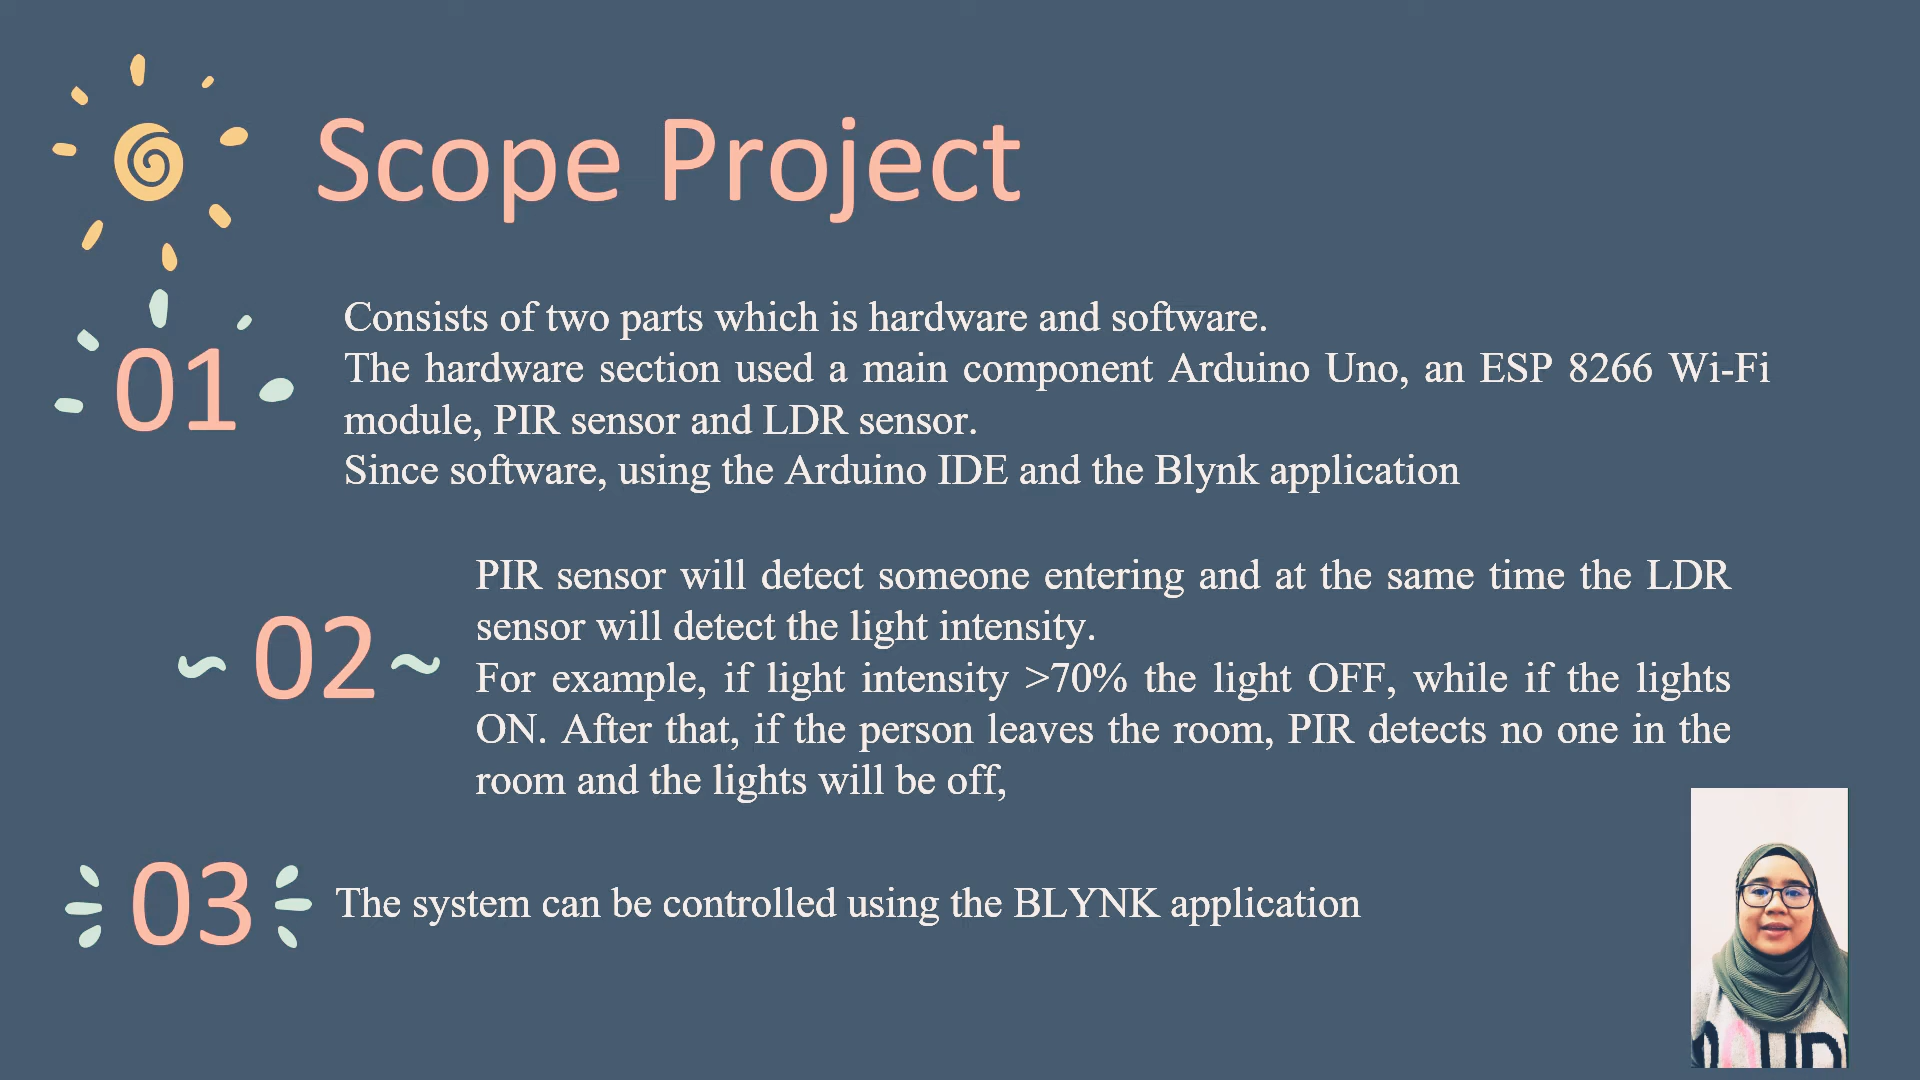 Scope Project
01
Consists of two parts which is hardware and software.
The hardware section used a main component Arduino Uno, an ESP 8266 Wi-Fi
module, PIR sensor and LDR sensor.
Since software, using the Arduino IDE and the Blynk application
02
PIR sensor will detect someone entering and at the same time the LDR
sensor will detect the light intensity.
For example, if light intensity >70% the light OFF, while if the lights
ON. After that, if the person leaves the room, PIR detects no one in the
room and the lights will be off,
03
The system can be controlled using the BLYNK application